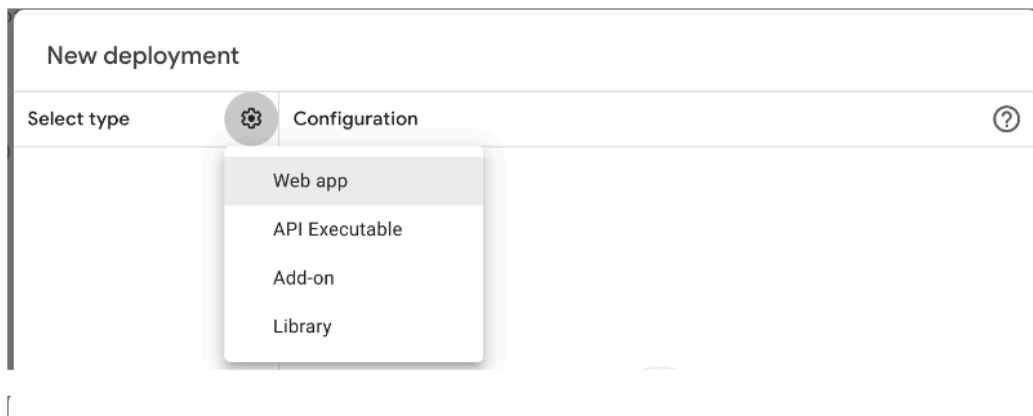 New deployment
Select type
Configuration
Web app
API Executable
Add-on
Library